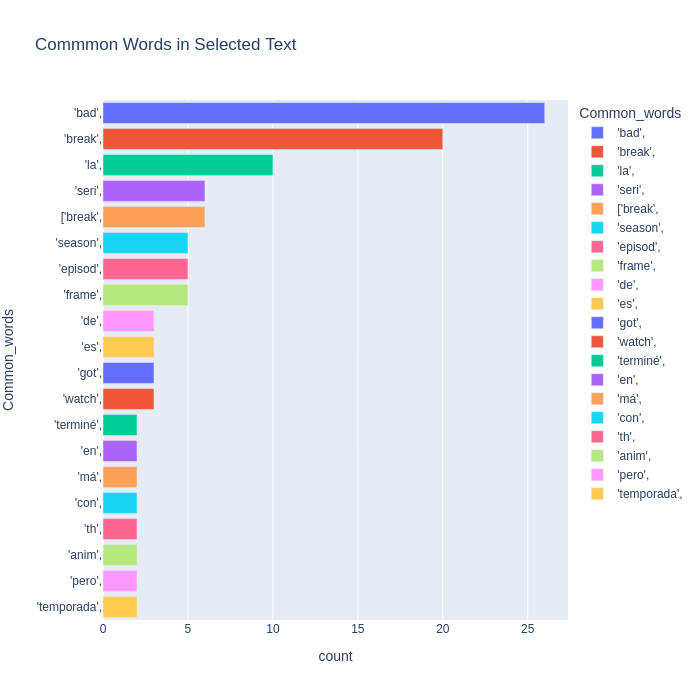 Commmon Words in Selected Text
Common_words
'bad',
'break',
'la',
'seri',
['break',
'season',
'episod',
'frame',
'de',
'es',
'got',
'watch',
'terminé',
'en',
'má',
'con',
'th',
'anim',
'pero',
'temporada',
0 5 10 15 20 25
count
Common_words
'bad',
'break',
'la',
'seri',
['break',
'season',
'episod',
'frame',
'de',
'es',
'got',
'watch',
'terminé',
'en',
'má',
'con',
'th',
'anim',
'pero',
'temporada',